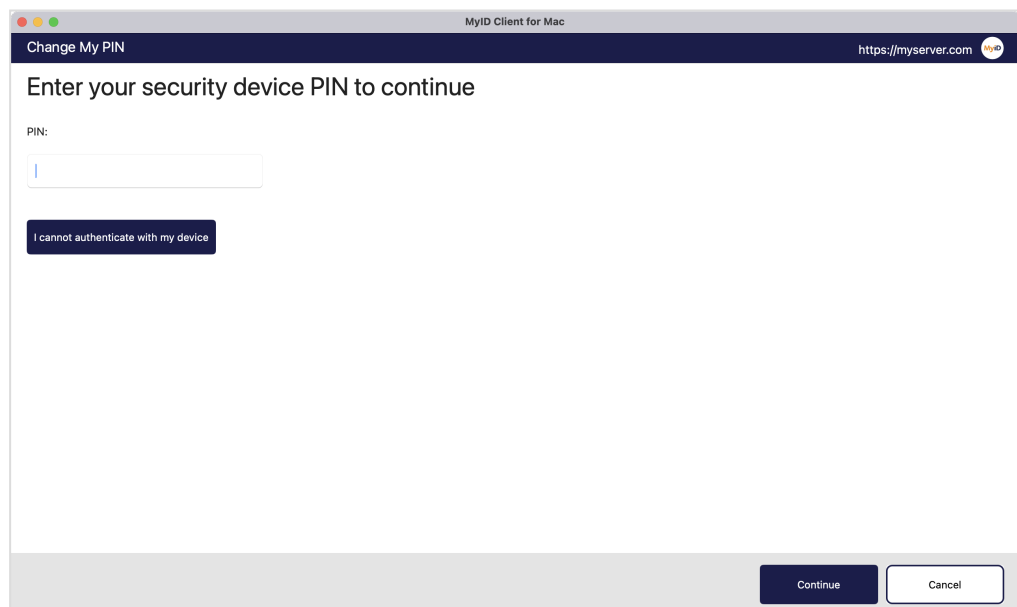 MyID Client for Mac
Change My PIN
https://myserver.com
MyID
Enter your security device PIN to continue
PIN:
I cannot authenticate with my device
Continue
Cancel